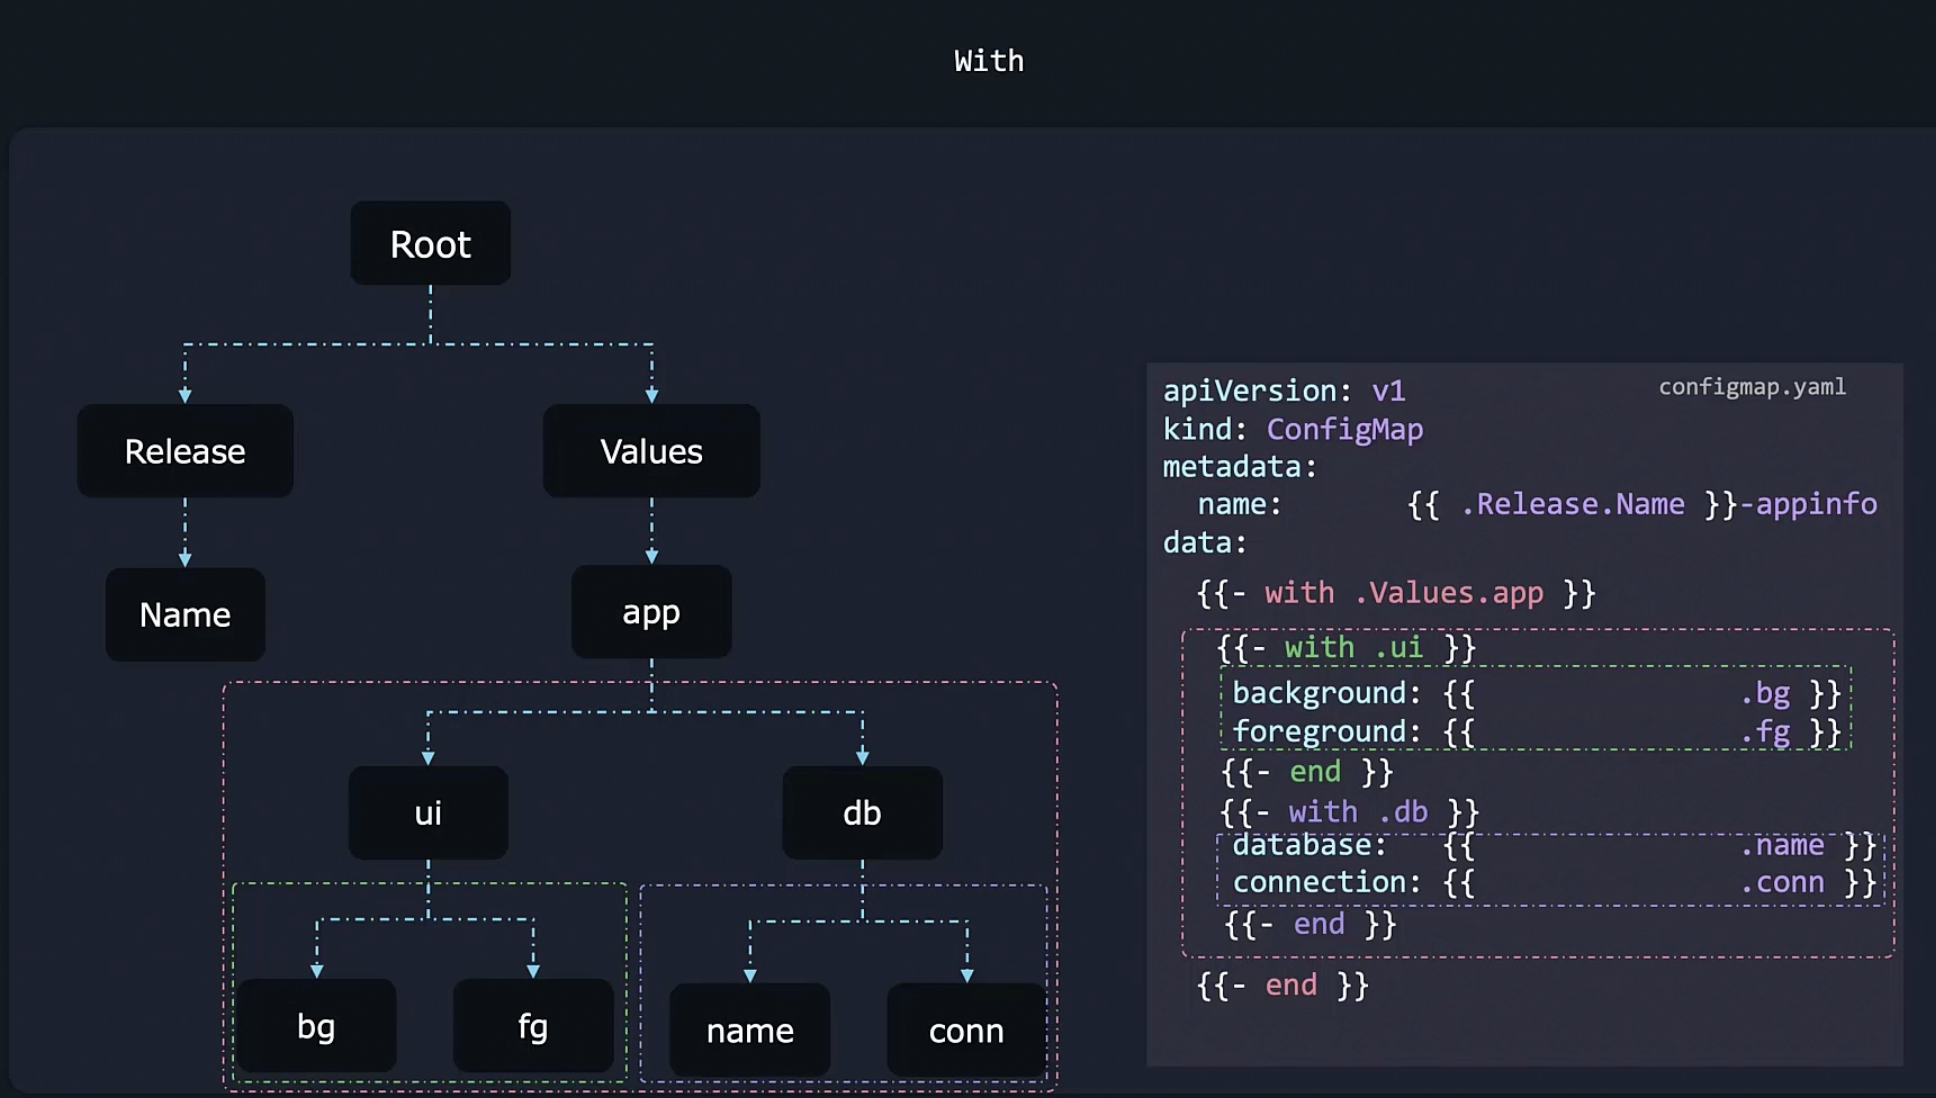 With
Root
Release
Values
Name
app
ui
db
bg
fg
name
conn
configmap.yaml
apiVersion: v1
kind: ConfigMap
metadata:
  name: {{ .Release.Name }}-appinfo
data:
  {{- with .Values.app }}
    {{- with .ui }}
    background: {{ .bg }}
    foreground: {{ .fg }}
    {{- end }}
    {{- with .db }}
    database: {{ .name }}
    connection: {{ .conn }}
    {{- end }}
  {{- end }}